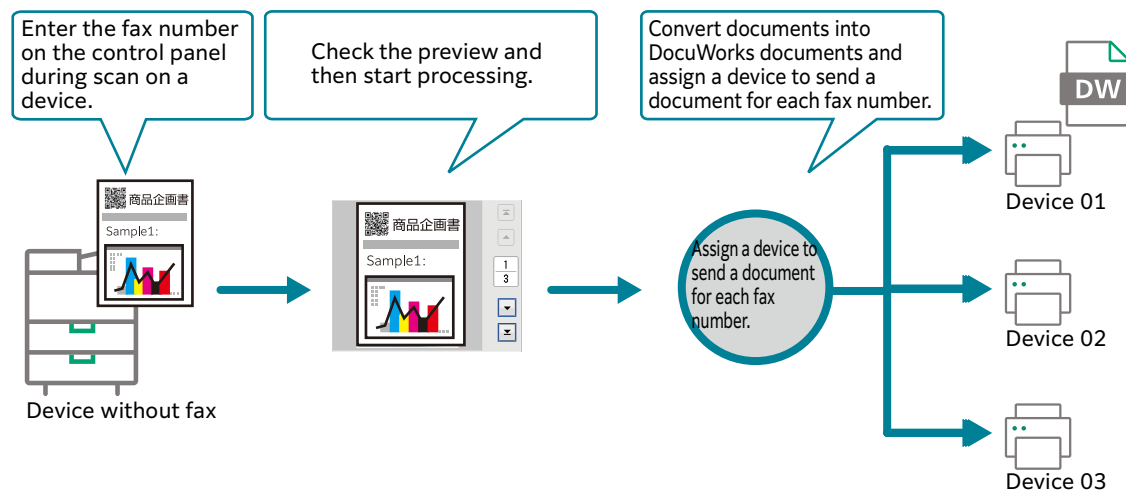 Enter the fax number
on the control panel
during scan on a
device.
Check the preview and
then start processing.
Convert documents into
DocuWorks documents and
assign a device to send a
document for each fax number.
DW
商品企画書
Sample1:
Device without fax
商品企画書
Sample1:
1
3
Assign a device to
send a document
for each fax
number.
Device 01
Device 02
Device 03